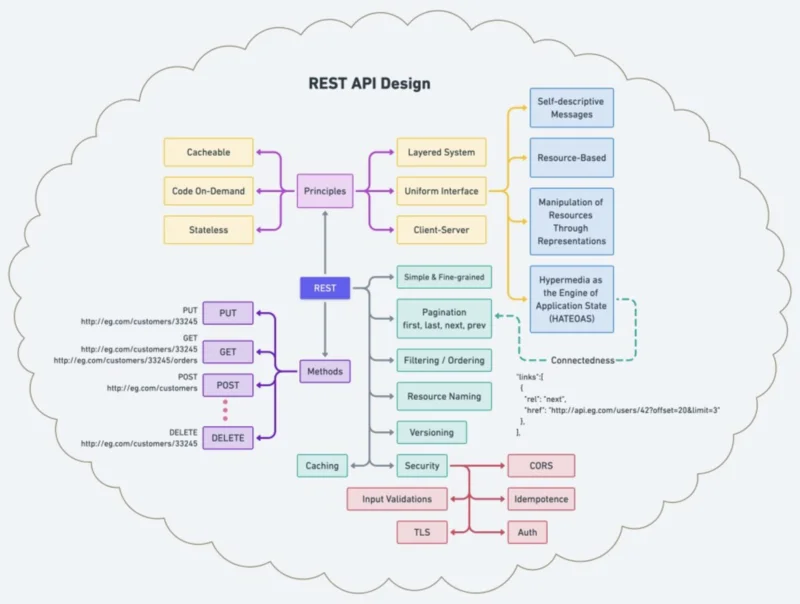 REST API Design
Cacheable
Code On-Demand
Stateless
Principles
Layered System
Uniform Interface
Client-Server
Self-descriptive
Messages
Resource-Based
Manipulation of
Resources
Through
Representations
Hypermedia as
the Engine of
Application State
(HATEOAS)
REST
Simple & Fine-grained
Pagination
first, last, next, prev
Filtering / Ordering
Resource Naming
Versioning
Caching
Security
Connectedness
"links":[
{
"rel": "next",
"href": "http://api.eg.com/users/42?offset=20&limit=3"
},
],
Methods
PUT
http://eg.com/customers/33245
PUT
GET
http://eg.com/customers/33245
http://eg.com/customers/33245/orders
GET
POST
http://eg.com/customers
POST
DELETE
http://eg.com/customers/33245
DELETE
CORS
Input Validations
Idempotence
TLS
Auth